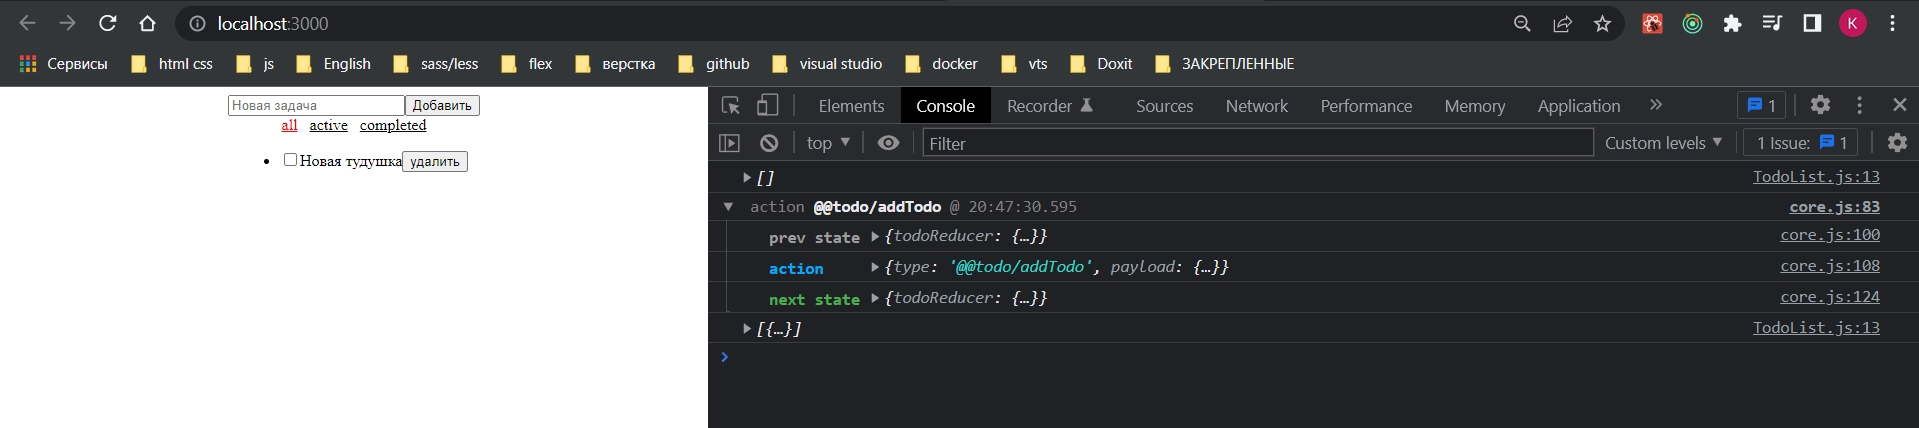 localhost:3000
K
Сервисы html css js English sass/less flex верстка github visual studio docker vts Doxit ЗАКРЕПЛЕННЫЕ
Новая задача Добавить
all active completed
Новая тудушка удалить
Elements Console Recorder Sources Network Performance Memory Application » 1
top Filter Custom levels 1 Issue: 1
[] TodoList.js:13
action @@todo/addTodo @ 20:47:30.595 core.js:83
prev state {todoReducer: {…}} core.js:100
action {type: '@@todo/addTodo', payload: {…}} core.js:108
next state {todoReducer: {…}} core.js:124
[{…}] TodoList.js:13